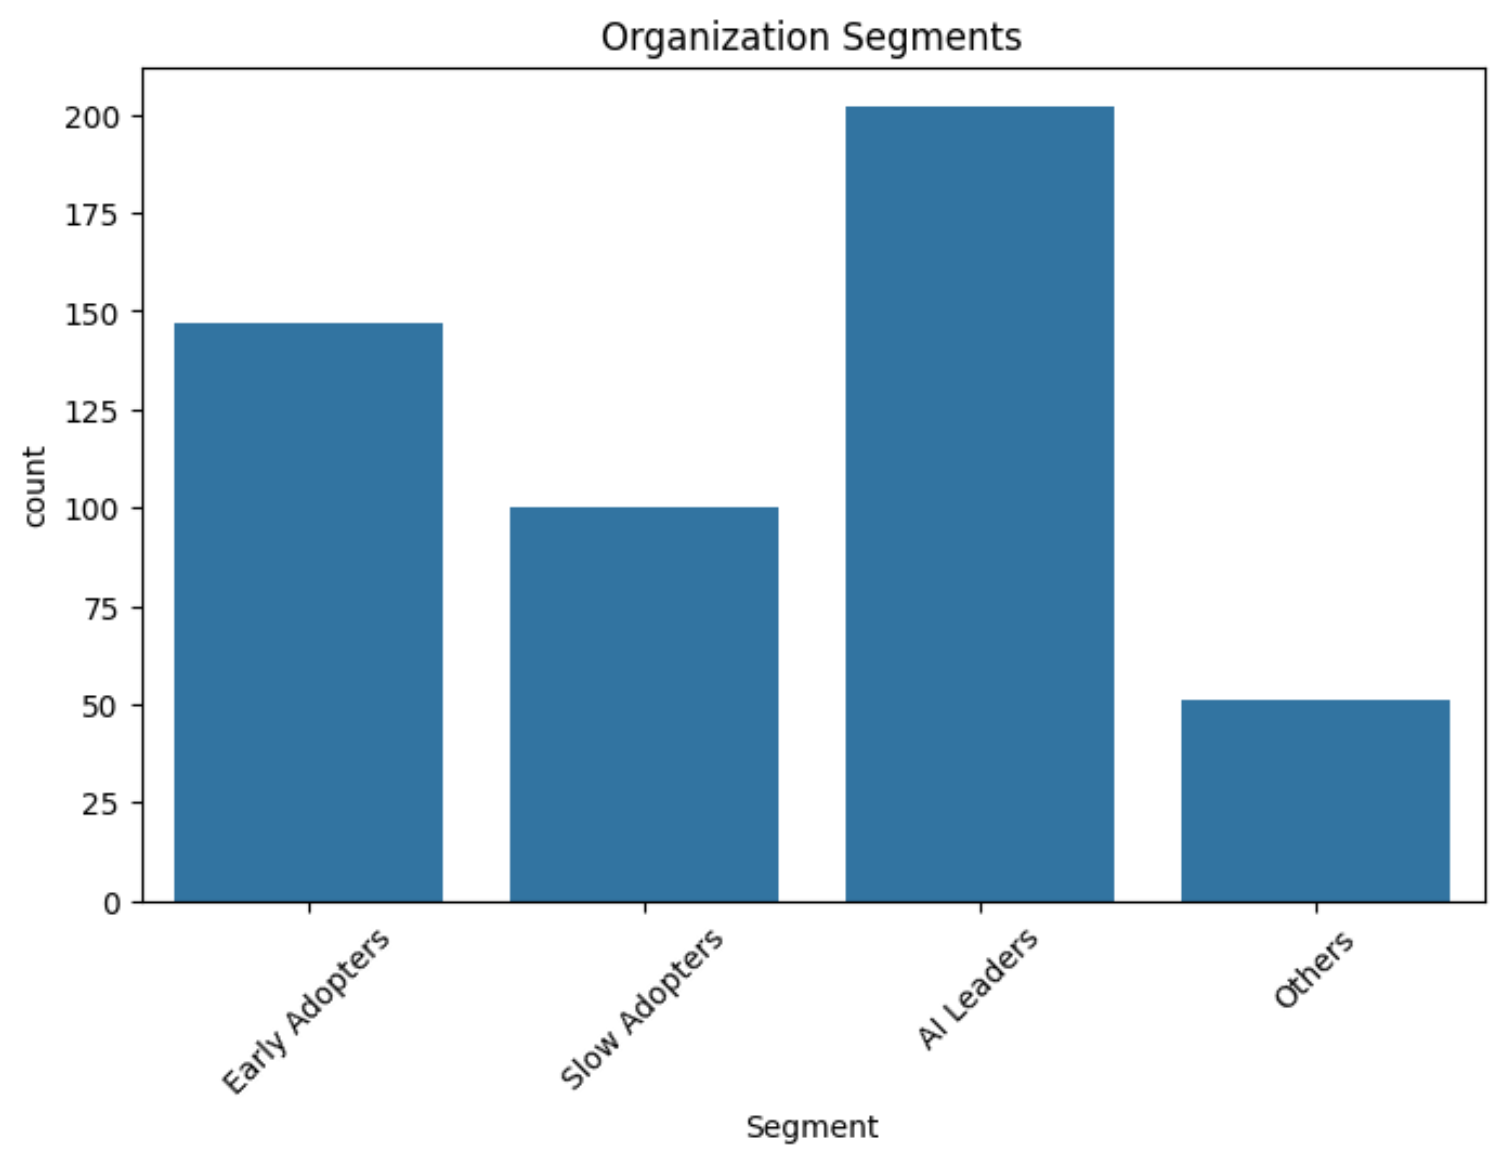 Organization Segments
200
175
150
125
100
75
50
25
0
count
Early Adopters
Slow Adopters
AI Leaders
Others
Segment